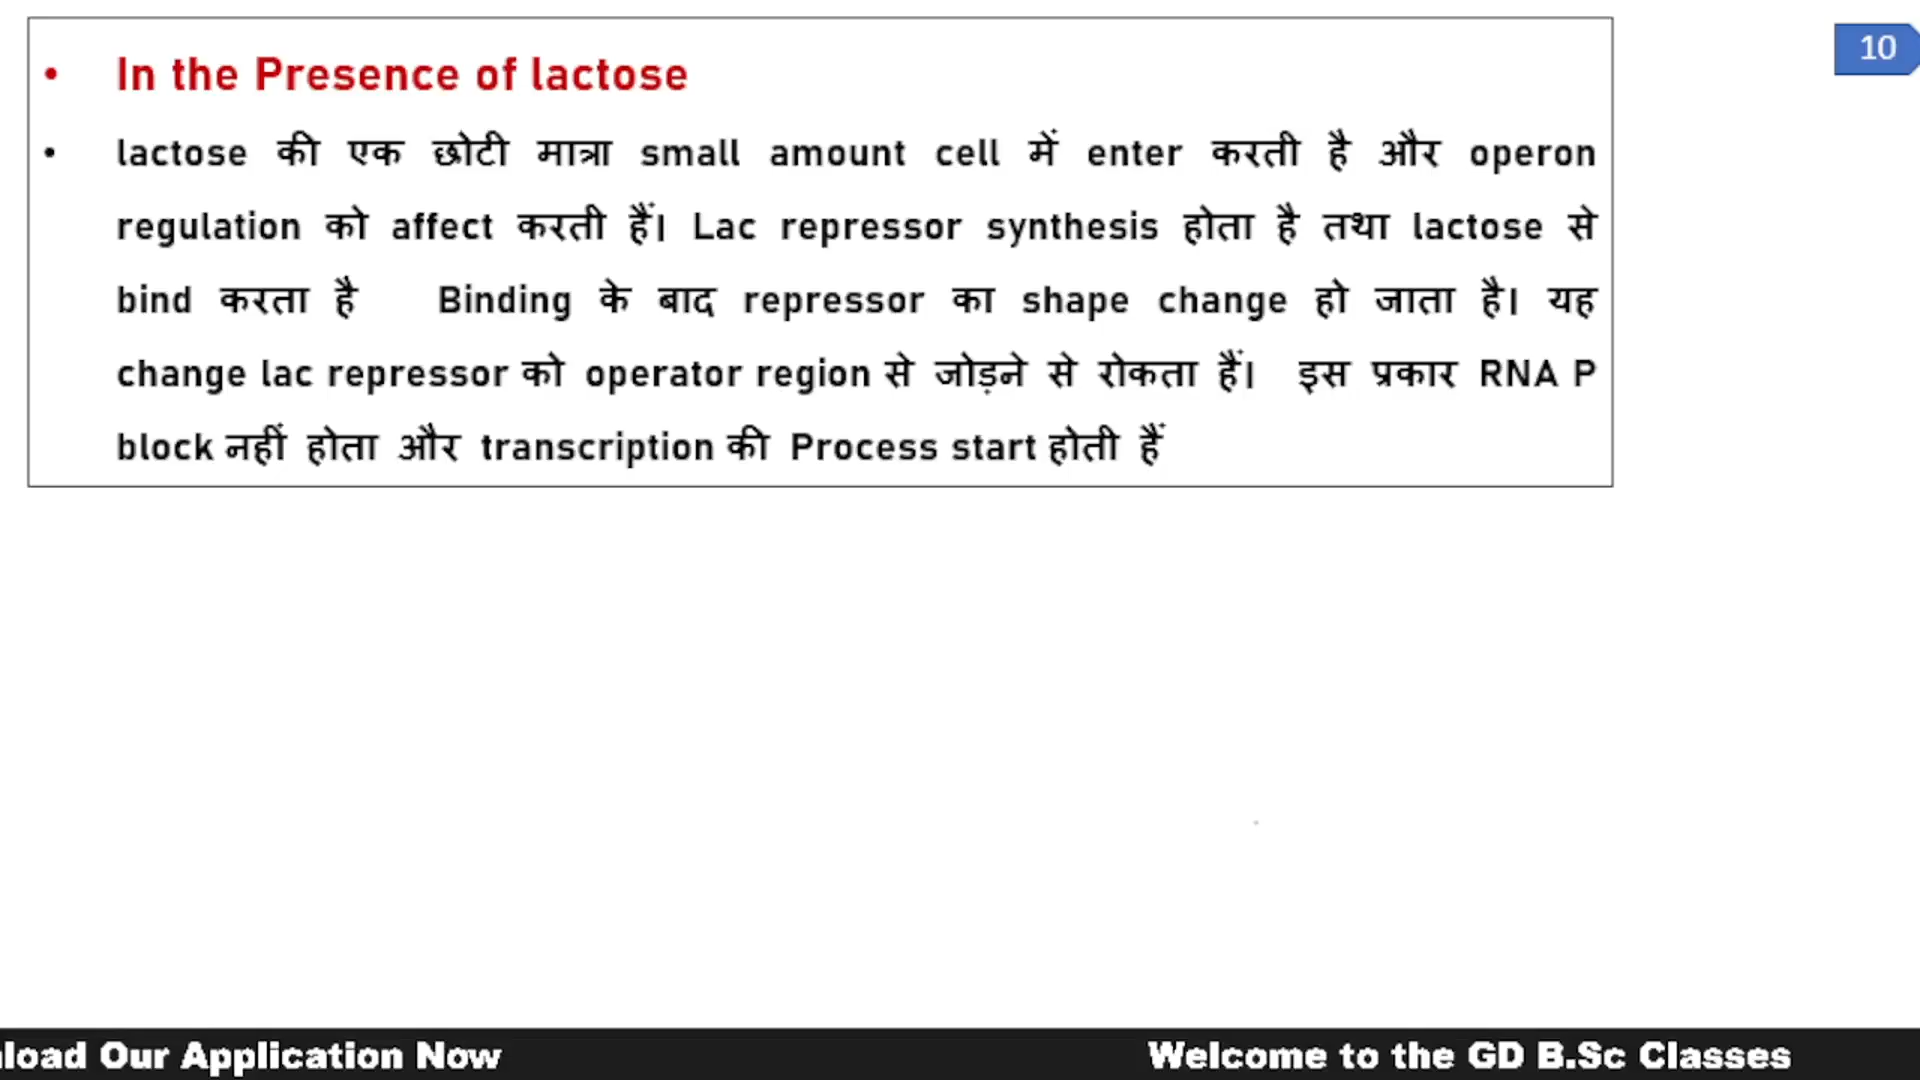 10
• In the Presence of lactose
• lactose की एक छोटी मात्रा small amount cell में enter करती है और operon
regulation को affect करती हैं। Lac repressor synthesis होता है तथा lactose से
bind करता है Binding के बाद repressor का shape change हो जाता है। यह
change lac repressor को operator region से जोड़ने से रोकता हैं। इस प्रकार RNA P
block नहीं होता और transcription की Process start होती हैं
load Our Application Now Welcome to the GD B.Sc Classes